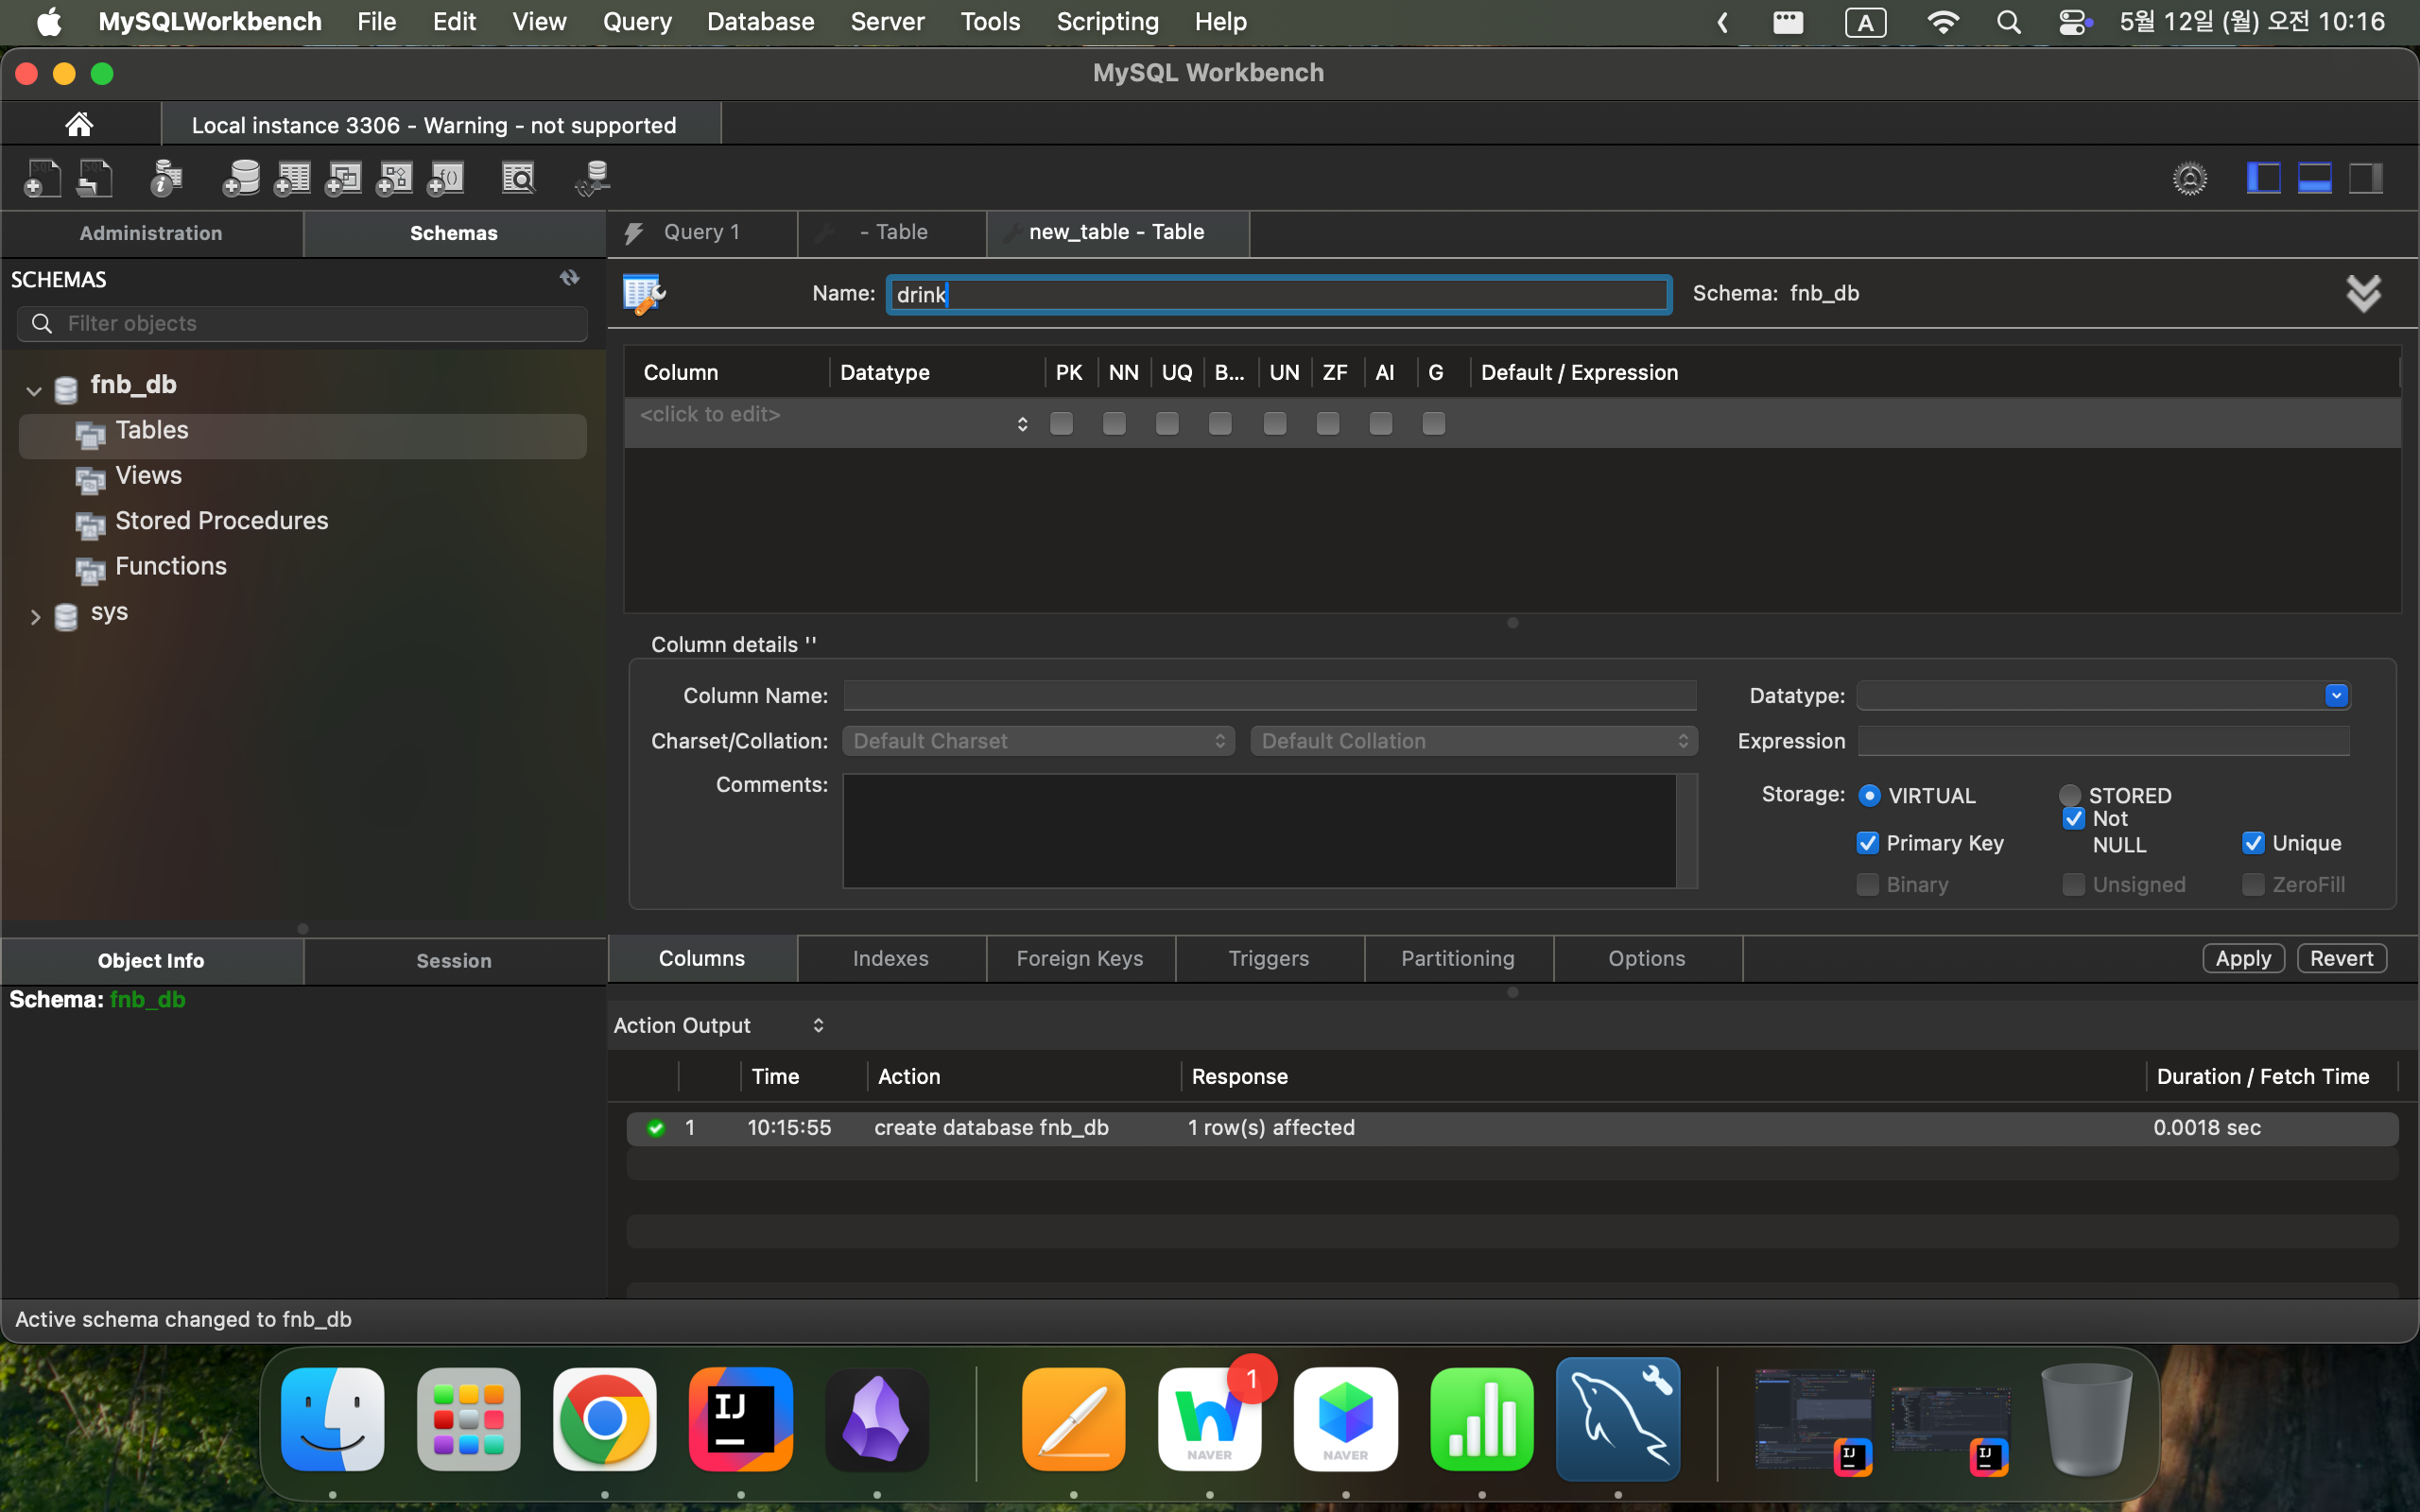 MySQLWorkbench File Edit View Query Database Server Tools Scripting Help A 5월 12일 (월) 오전 10:16
MySQL Workbench
Local instance 3306 - Warning - not supported
Administration Schemas
Query 1 - Table new_table - Table
SCHEMAS
Name: drink Schema: fnb_db
Filter objects
Column Datatype PK NN UQ B... UN ZF AI G Default / Expression
<click to edit>
fnb_db
Tables
Views
Stored Procedures
Functions
sys
Column details ''
Column Name: Datatype:
Charset/Collation: Default Charset Default Collation Expression
Comments: Storage: VIRTUAL STORED
Primary Key Not NULL Unique
Binary Unsigned ZeroFill
Columns Indexes Foreign Keys Triggers Partitioning Options Apply Revert
Object Info Session
Schema: fnb_db
Action Output
Time Action Response Duration / Fetch Time
1 10:15:55 create database fnb_db 1 row(s) affected 0.0018 sec
Active schema changed to fnb_db
IJ
W NAVER 1
NAVER
IJ
IJ